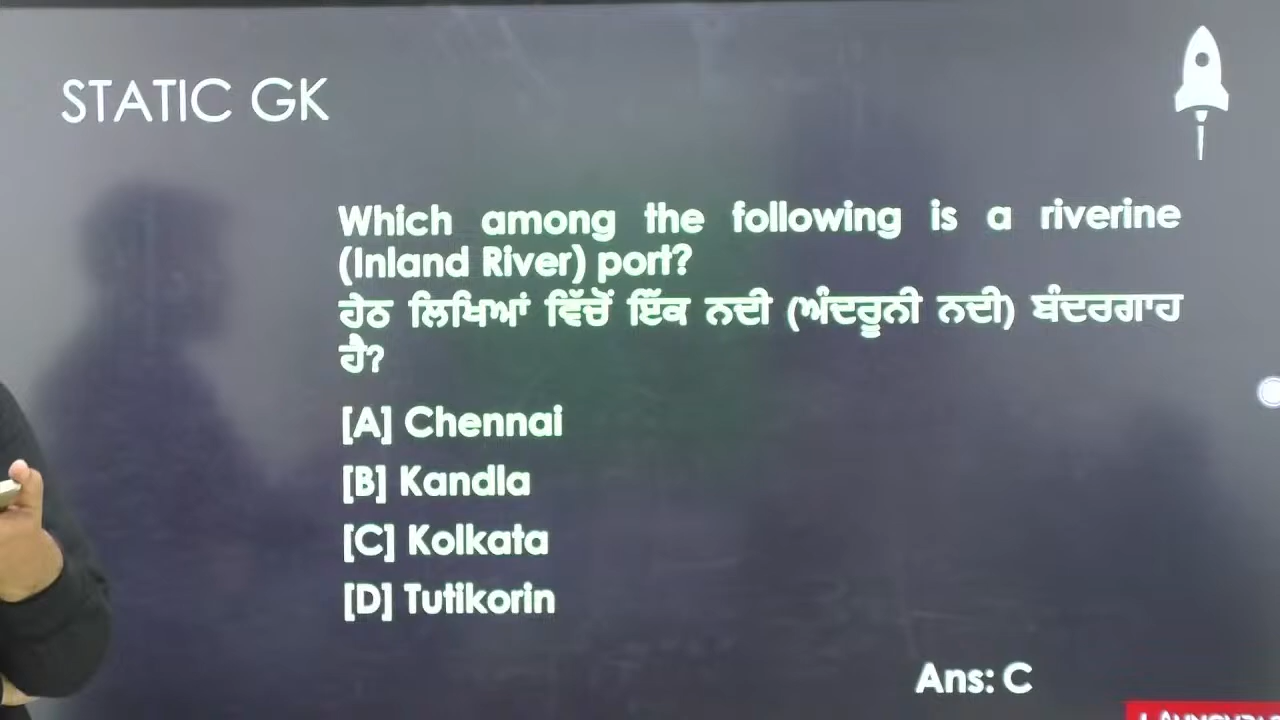 STATIC GK
Which among the following is a riverine
(Inland River) port?
ਹੇਠ ਲਿਖਿਆਂ ਵਿੱਚੋਂ ਇੱਕ ਨਦੀ (ਅੰਦਰੂਨੀ ਨਦੀ) ਬੰਦਰਗਾਹ
ਹੈ?
[A] Chennai
[B] Kandla
[C] Kolkata
[D] Tutikorin
Ans: C